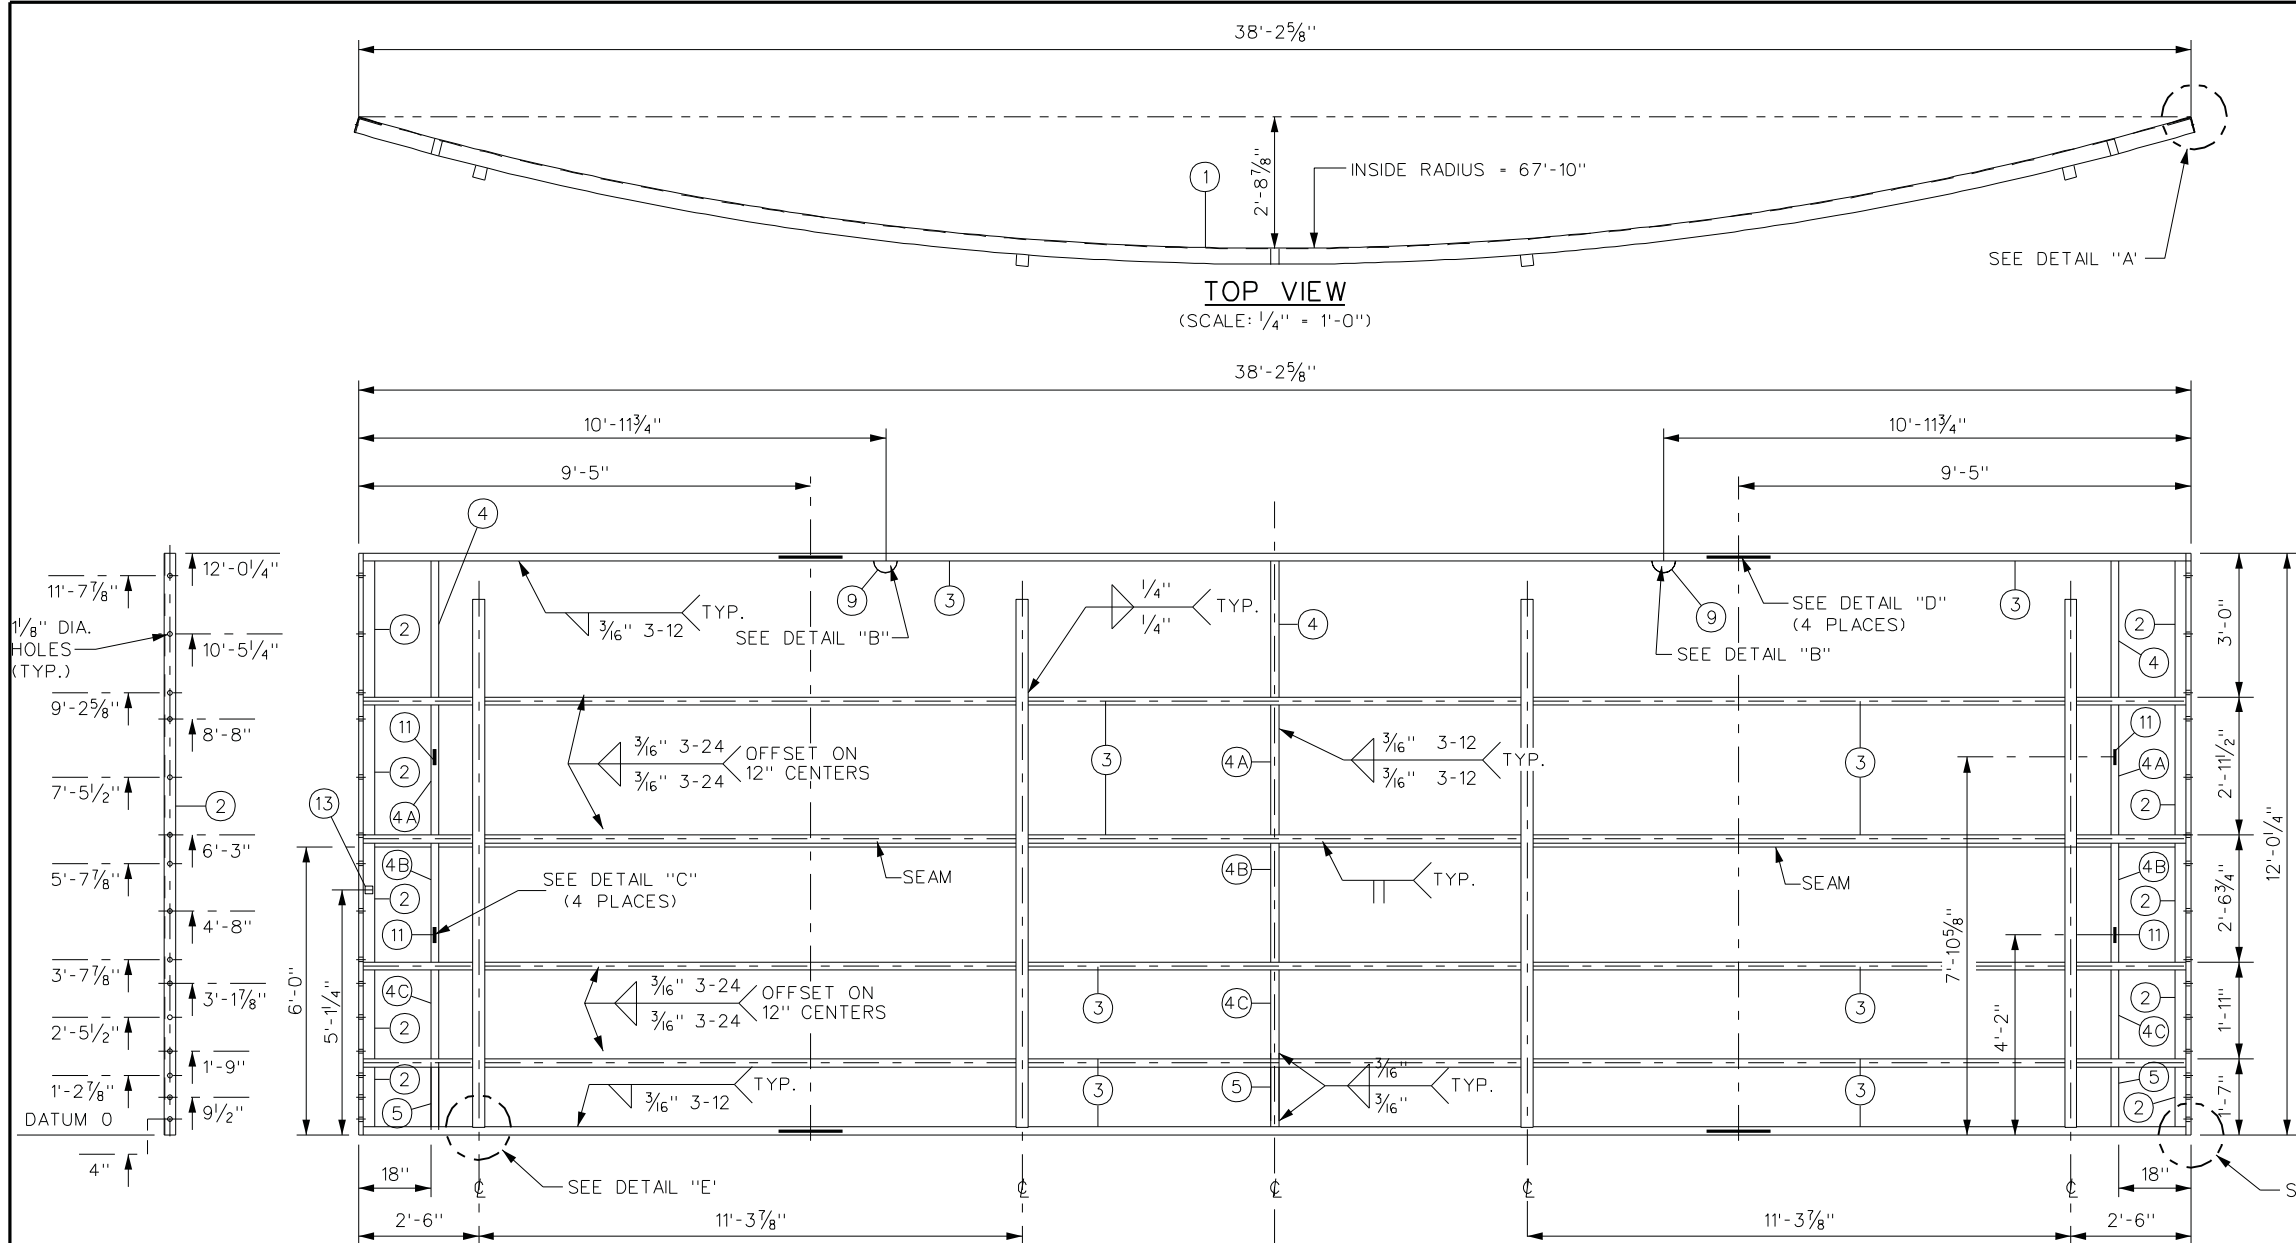 38'-2⅝"
2'-8⅞"
INSIDE RADIUS = 67'-10"
1
SEE DETAIL "A'
TOP VIEW
(SCALE: ¼" = 1'-0")
38'-2⅝"
10'-11¾"
10'-11¾"
9'-5"
9'-5"
4
12'-0¼"
11'-7⅞"
1⅛" DIA.
HOLES
(TYP.)
10'-5¼"
9'-2⅝"
8'-8"
7'-5½"
2
6'-3"
5'-7⅞"
4'-8"
3'-7⅞"
3'-1⅞"
2'-5½"
1'-9"
1'-2⅞"
9½"
DATUM 0
4"
13
6'-0"
5'-1¼"
2
3/16" 3-12
TYP.
9
SEE DETAIL "B"
3
¼"
¼"
TYP.
4
9
SEE DETAIL "B"
SEE DETAIL "D"
(4 PLACES)
3
2
4
3'-0"
11
2
4A
3/16" 3-24
3/16" 3-24
OFFSET ON
12" CENTERS
3
4A
3/16" 3-12
3/16" 3-12
TYP.
3
11
4A
2
2'-11½"
12'-0¼"
4B
2
11
SEE DETAIL "C"
(4 PLACES)
SEAM
4B
TYP.
SEAM
4B
2
11
2'-6¾"
7'-10⅝"
4'-2"
4C
2
3/16" 3-24
3/16" 3-24
OFFSET ON
12" CENTERS
3
4C
3
2
4C
1'-11"
2
5
3/16" 3-12
TYP.
3
5
3/16"
3/16"
TYP.
3
5
2
1'-7"
18"
SEE DETAIL "E'
℄
℄
℄
℄
℄
18"
S
2'-6"
11'-3⅞"
11'-3⅞"
2'-6"